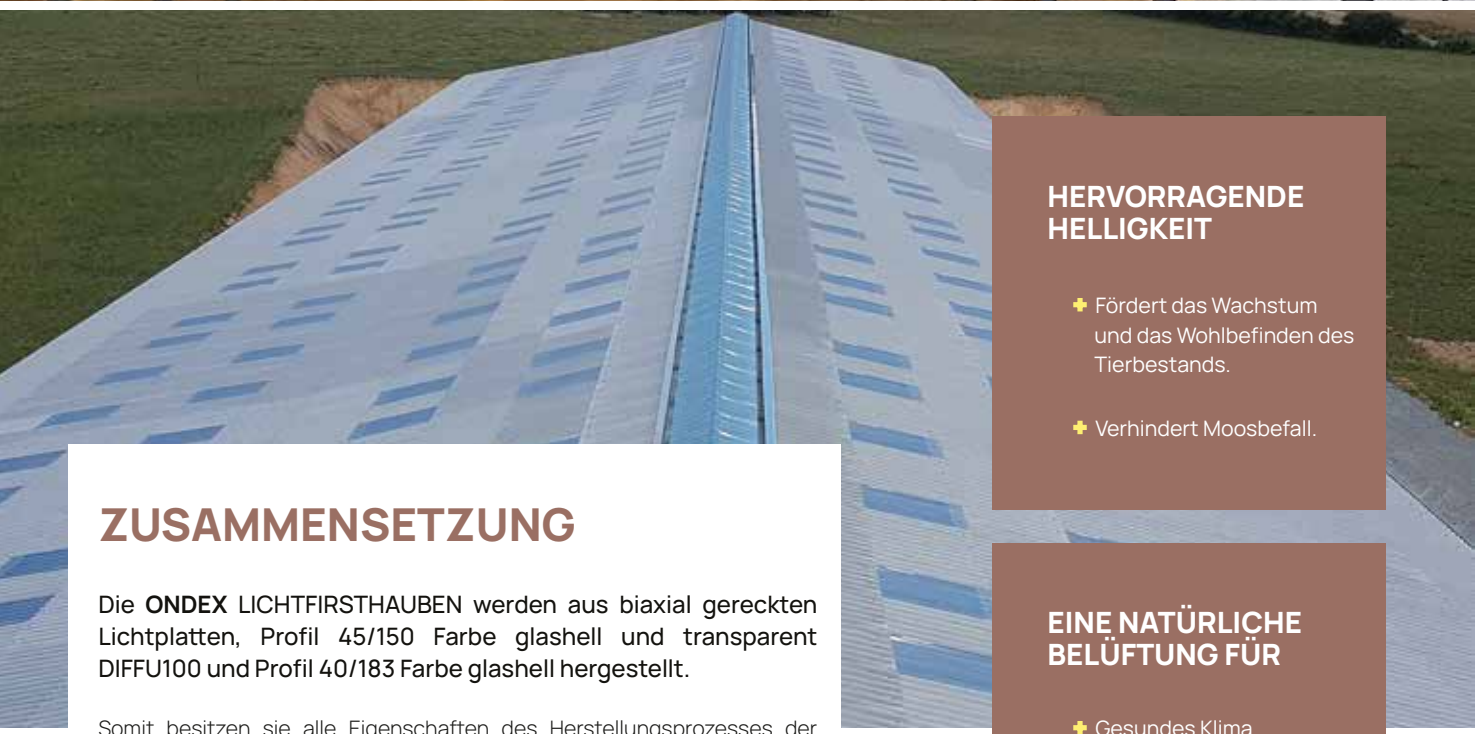 HERVORRAGENDE
HELLIGKEIT
Fördert das Wachstum
und das Wohlbefinden des
Tierbestands.
Verhindert Moosbefall.
ZUSAMMENSETZUNG
Die ONDEX LICHTFIRSTHAUBEN werden aus biaxial gereckten
Lichtplatten, Profil 45/150 Farbe glashell und transparent
DIFFU100 und Profil 40/183 Farbe glashell hergestellt.
Somit besitzen sie alle Eigenschaften des Herstellungsprozesses der
EINE NATÜRLICHE
BELÜFTUNG FÜR
Gesundes Klima